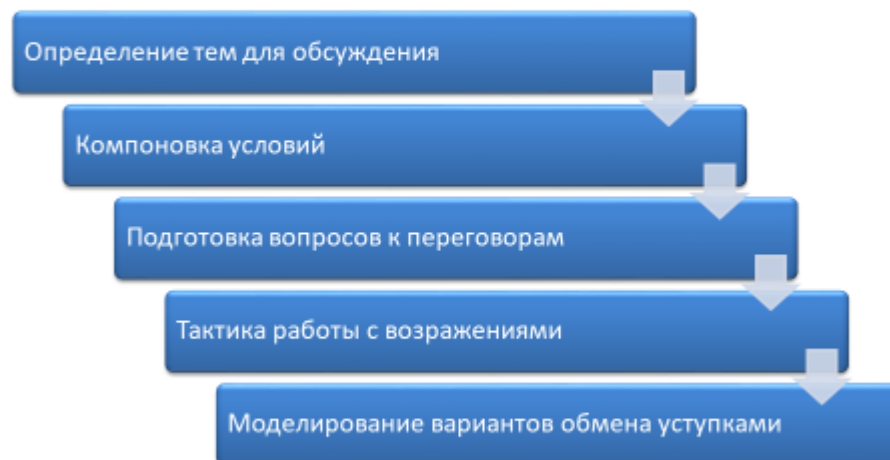 Определение тем для обсуждения
Компоновка условий
Подготовка вопросов к переговорам
Тактика работы с возражениями
Моделирование вариантов обмена уступками